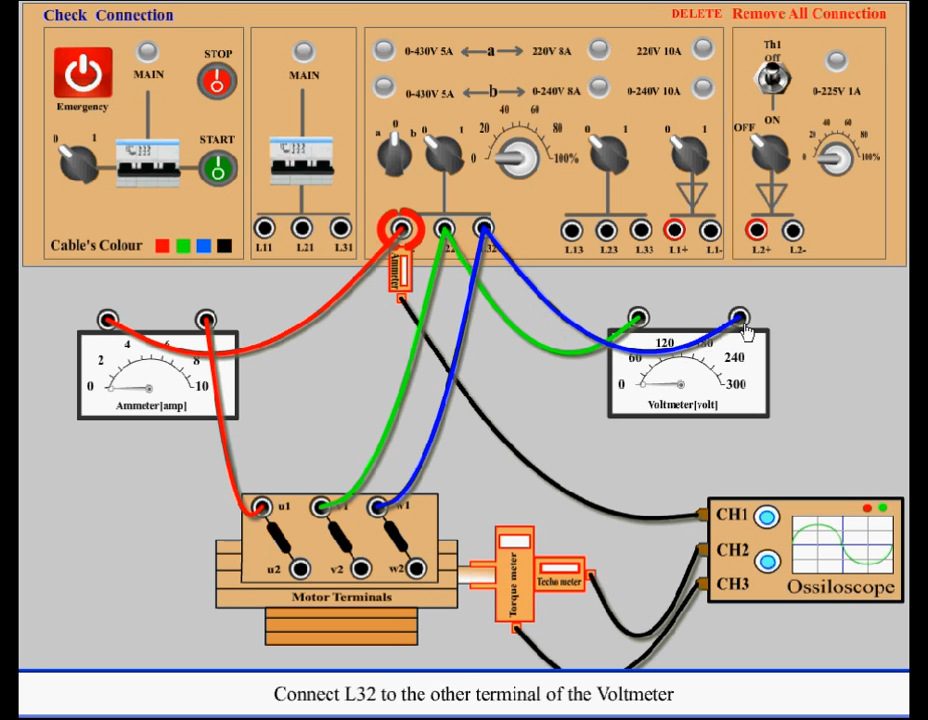 Check Connection
DELETE Remove All Connection
Emergency
MAIN
STOP
START
0 1
Cable's Colour
MAIN
L11 L21 L31
0-430V 5A a 220V 8A 220V 10A
0-430V 5A b 0-240V 8A 0-240V 10A
a 0 b
0 1
0 20 40 60 80 100%
0 1
0 1
L13 L23 L33 L1+ L1-
Th1
Off
ON
OFF
0-225V 1A
0 20 40 60 80 100%
L2+ L2-
Ammeter
0 2 4 8 10
Ammeter[amp]
0 60 120 180 240 300
Voltmeter[volt]
u1 w1
u2 v2 w2
Motor Terminals
Torque meter
Techo meter
CH1
CH2
CH3
Ossiloscope
Connect L32 to the other terminal of the Voltmeter